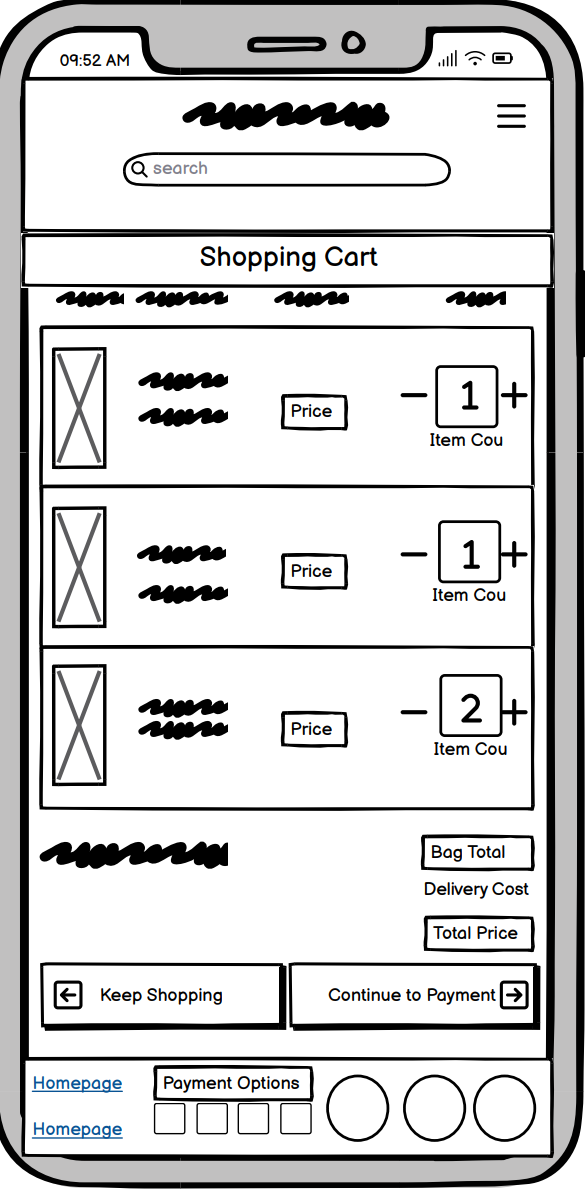 09:52 AM
search
Shopping Cart
Price
1
Item Cou
Price
1
Item Cou
Price
2
Item Cou
Bag Total
Delivery Cost
Total Price
Keep Shopping
Continue to Payment
Homepage
Payment Options
Homepage